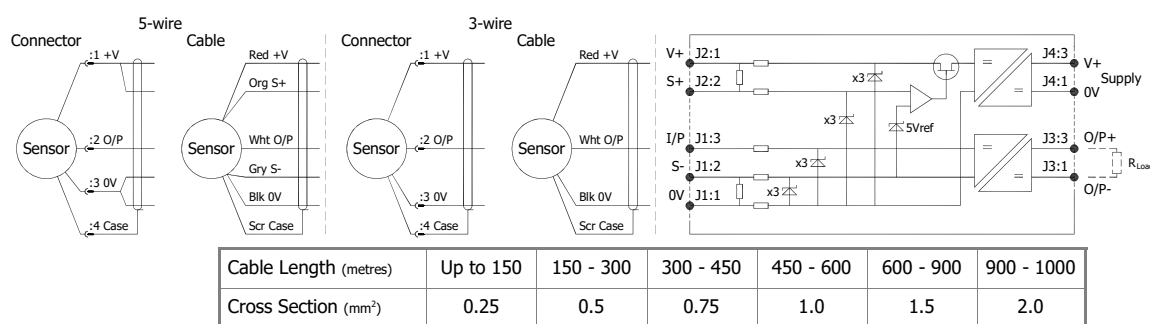 5-wire
Connector
Cable
:1 +V
:2 O/P
:3 0V
:4 Case
Sensor
Red +V
Org S+
Wht O/P
Gry S-
Blk 0V
Scr Case
Sensor
3-wire
Connector
Cable
:1 +V
:2 O/P
:3 0V
:4 Case
Sensor
Red +V
Wht O/P
Blk 0V
Scr Case
Sensor
V+ J2:1
S+ J2:2
I/P J1:3
S- J1:2
0V J1:1
x3
x3
x3
x3
5Vref
J4:3 V+
Supply
J4:1 0V
J3:3 O/P+
RLoad
J3:1 O/P-
Cable Length (metres) Up to 150 150 - 300 300 - 450 450 - 600 600 - 900 900 - 1000
Cross Section (mm²) 0.25 0.5 0.75 1.0 1.5 2.0